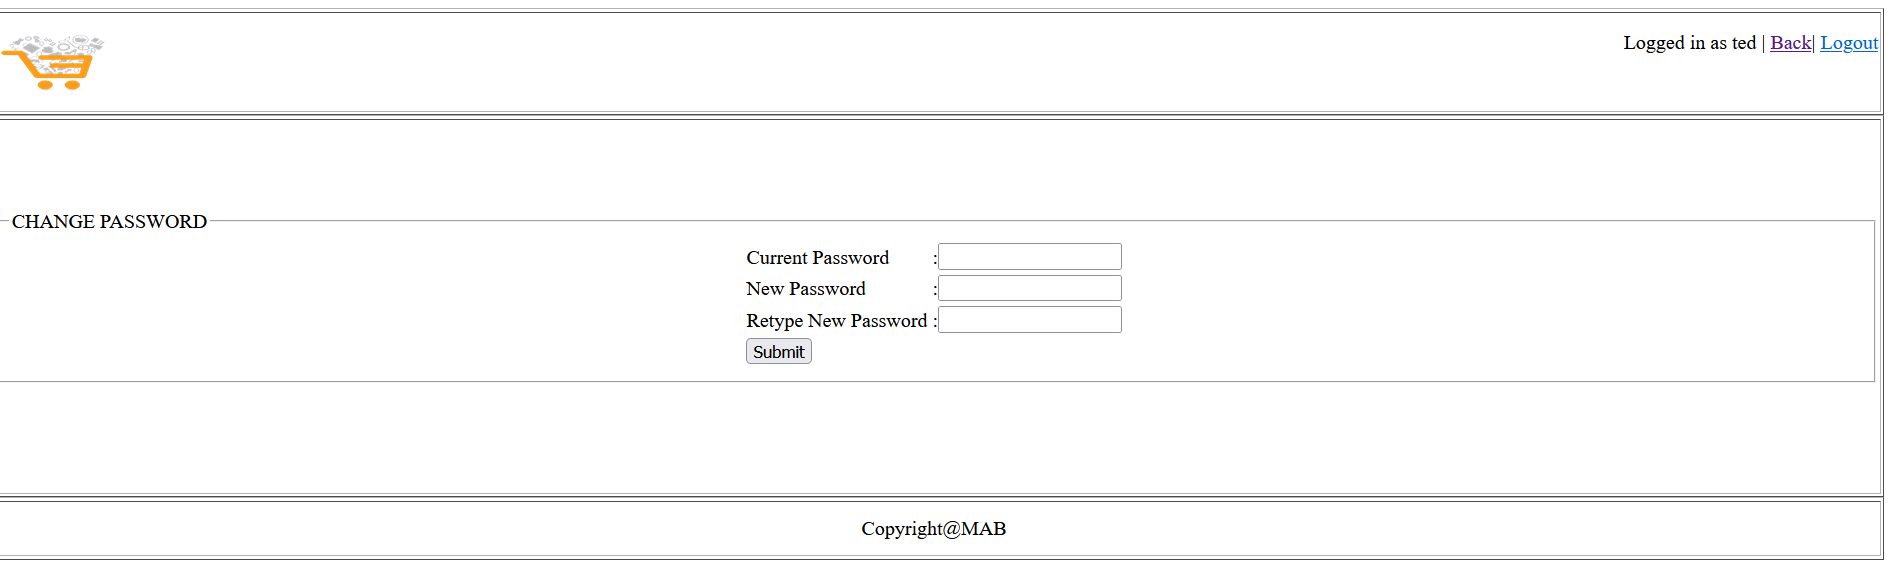 Logged in as ted | Back| Logout
CHANGE PASSWORD
Current Password :
New Password :
Retype New Password :
Submit
Copyright@MAB